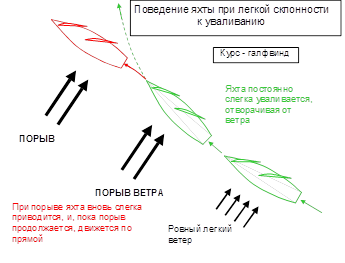 Поведение яхты при легкой склонности
к уваливанию
Курс - галфвинд
Яхта постоянно
слегка уваливается,
отворачивая от
ветра
ПОРЫВ
ПОРЫВ ВЕТРА
При порыве яхта вновь слегка
приводится, и, пока порыв
продолжается, движется по
прямой
Ровный легкий
ветер